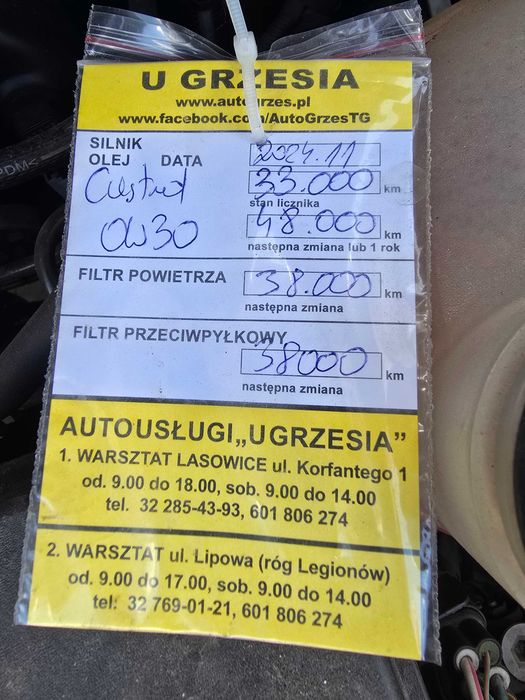 U GRZESIA
www.autogrzes.pl
www.facebook.com/AutoGrzesTG
SILNIK
OLEJ DATA 2024.11
Castrol 33.000 km
stan licznika
0W30 48.000 km
następna zmiana lub 1 rok
FILTR POWIETRZA 38.000 km
następna zmiana
FILTR PRZECIWPYŁKOWY
38000 km
następna zmiana
AUTOUSŁUGI „UGRZESIA”
1. WARSZTAT LASOWICE ul. Korfantego 1
od. 9.00 do 18.00, sob. 9.00 do 14.00
tel. 32 285-43-93, 601 806 274
2. WARSZTAT ul. Lipowa (róg Legionów)
od. 9.00 do 17.00, sob. 9.00 do 14.00
tel: 32 769-01-21, 601 806 274
PDM<